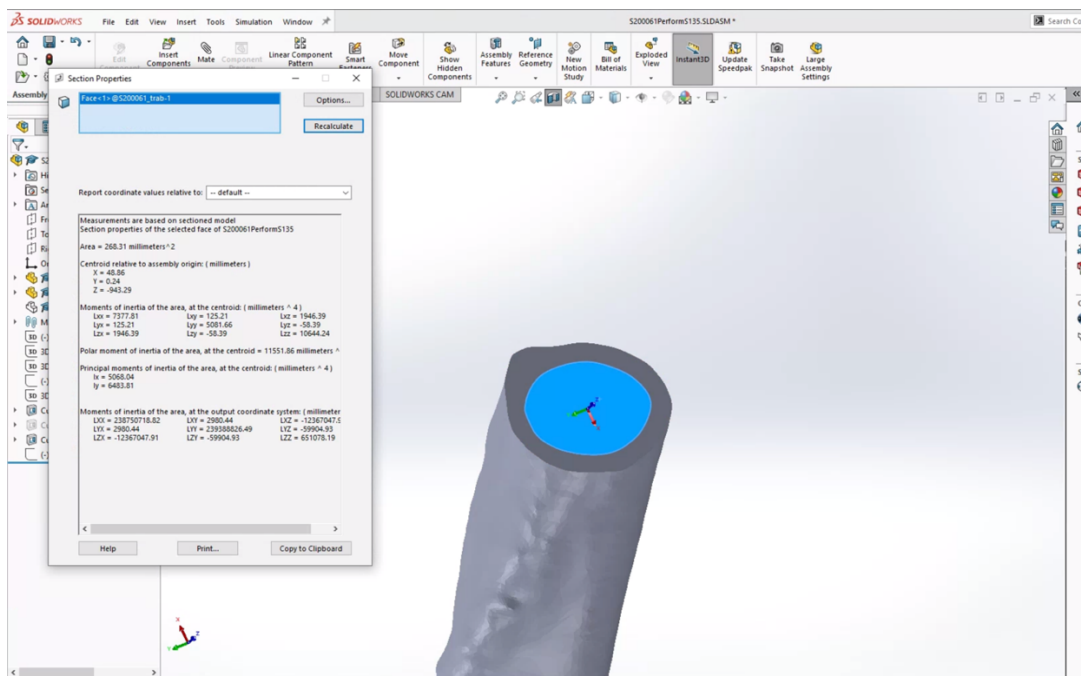 SOLIDWORKS File Edit View Insert Tools Simulation Window S200061PerformS135.SLDASM * Search Co
Edit Insert Components Mate Component Linear Component Pattern Smart Move Component Show Hidden Components Assembly Features Reference Geometry New Motion Study Bill of Materials Exploded View Instant3D Update Speedpak Take Snapshot Large Assembly Settings
Assembly SOLIDWORKS CAM
Section Properties
Face<1>@S200061_trab-1
Options...
Recalculate
Report coordinate values relative to: -- default --
Measurements are based on sectioned model
Section properties of the selected face of S200061PerformS135
Area = 268.31 millimeters^2
Centroid relative to assembly origin: ( millimeters )
X = 48.86
Y = 0.24
Z = -943.29
Moments of inertia of the area, at the centroid: ( millimeters ^ 4 )
Lxx = 7377.81 Lxy = 125.21 Lxz = 1946.39
Lyx = 125.21 Lyy = 5081.66 Lyz = -58.39
Lzx = 1946.39 Lzy = -58.39 Lzz = 10644.24
Polar moment of inertia of the area, at the centroid = 11551.86 millimeters ^
Principal moments of inertia of the area, at the centroid: ( millimeters ^ 4 )
Ix = 5068.04
Iy = 6483.81
Moments of inertia of the area, at the output coordinate system: ( millimeter
LXX = 238750718.82 LXY = 2980.44 LXZ = -12367047.9
LYX = 2980.44 LYY = 239388826.49 LYZ = -59904.93
LZX = -12367047.91 LZY = -59904.93 LZZ = 651078.19
Help Print... Copy to Clipboard
X
Y
Z